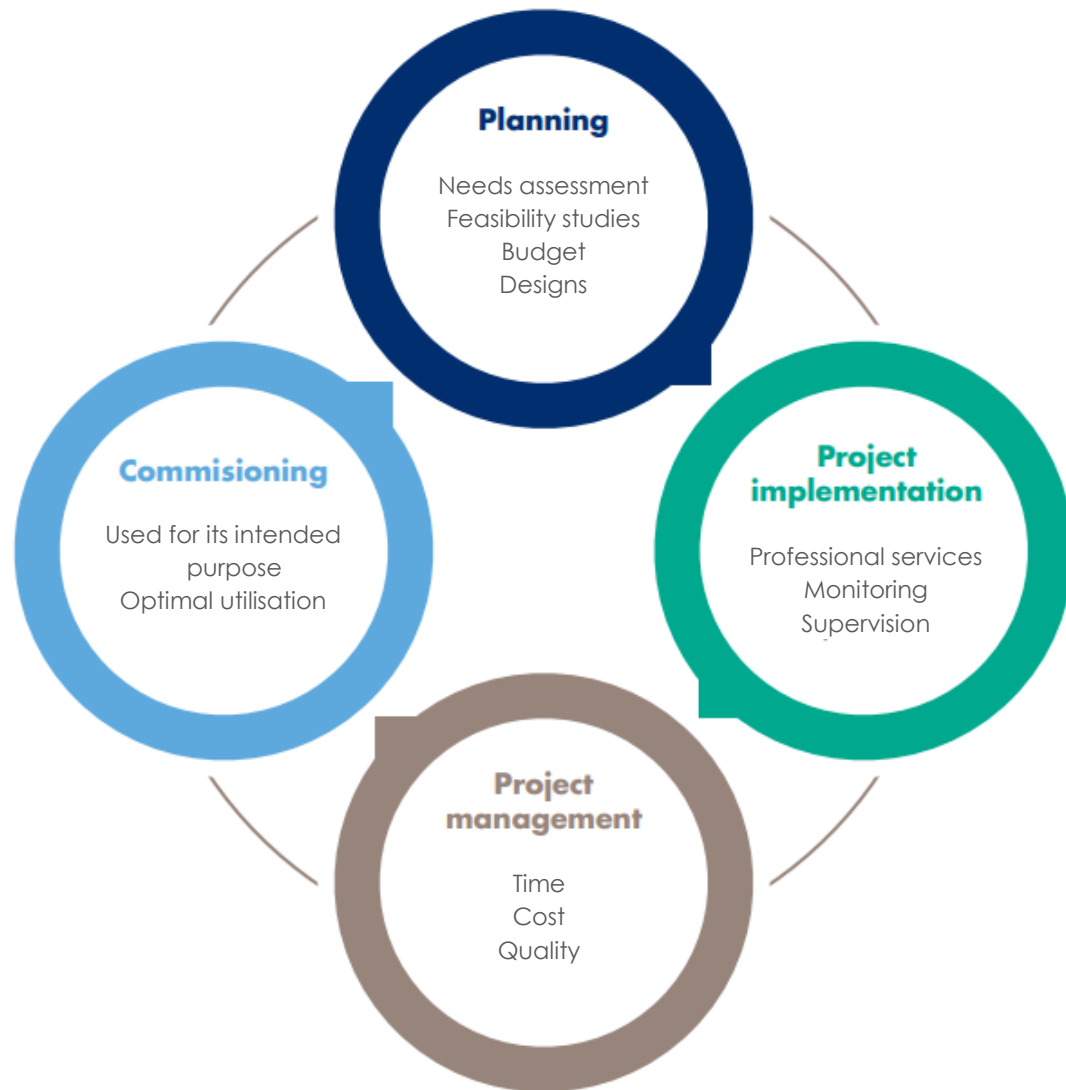 Planning
Needs assessment
Feasibility studies
Budget
Designs
Project
implementation
Professional services
Monitoring
Supervision
Project
management
Time
Cost
Quality
Commisioning
Used for its intended
purpose
Optimal utilisation